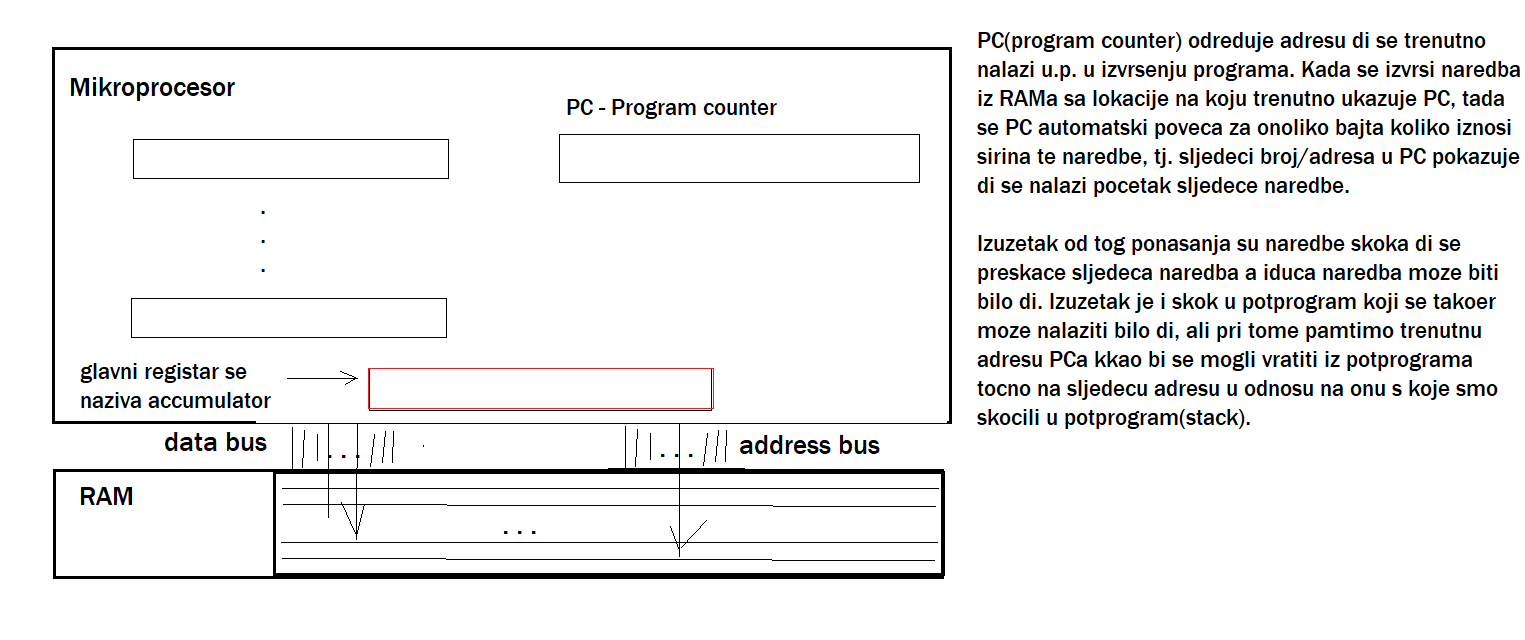 Mikroprocesor
PC - Program counter
glavni registar se
naziva accumulator
data bus
address bus
RAM
PC(program counter) odreduje adresu di se trenutno
nalazi u.p. u izvrsenju programa. Kada se izvrsi naredba
iz RAMa sa lokacije na koju trenutno ukazuje PC, tada
se PC automatski poveca za onoliko bajta koliko iznosi
sirina te naredbe, tj. sljedeci broj/adresa u PC pokazuje
di se nalazi pocetak sljedece naredbe.
Izuzetak od tog ponasanja su naredbe skoka di se
preskace sljedeca naredba a iduca naredba moze biti
bilo di. Izuzetak je i skok u potprogram koji se takoer
moze nalaziti bilo di, ali pri tome pamtimo trenutnu
adresu PCa kkao bi se mogli vratiti iz potprograma
tocno na sljedecu adresu u odnosu na onu s koje smo
skocili u potprogram(stack).